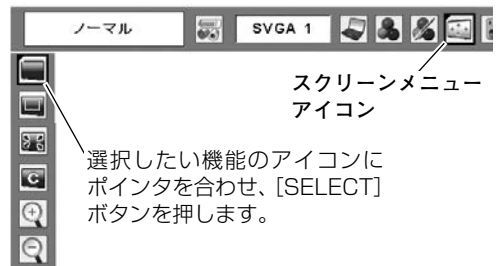 ノーマル SVGA 1
スクリーンメニュー
アイコン
選択したい機能のアイコンに
ポインタを合わせ、[SELECT]
ボタンを押します。
C